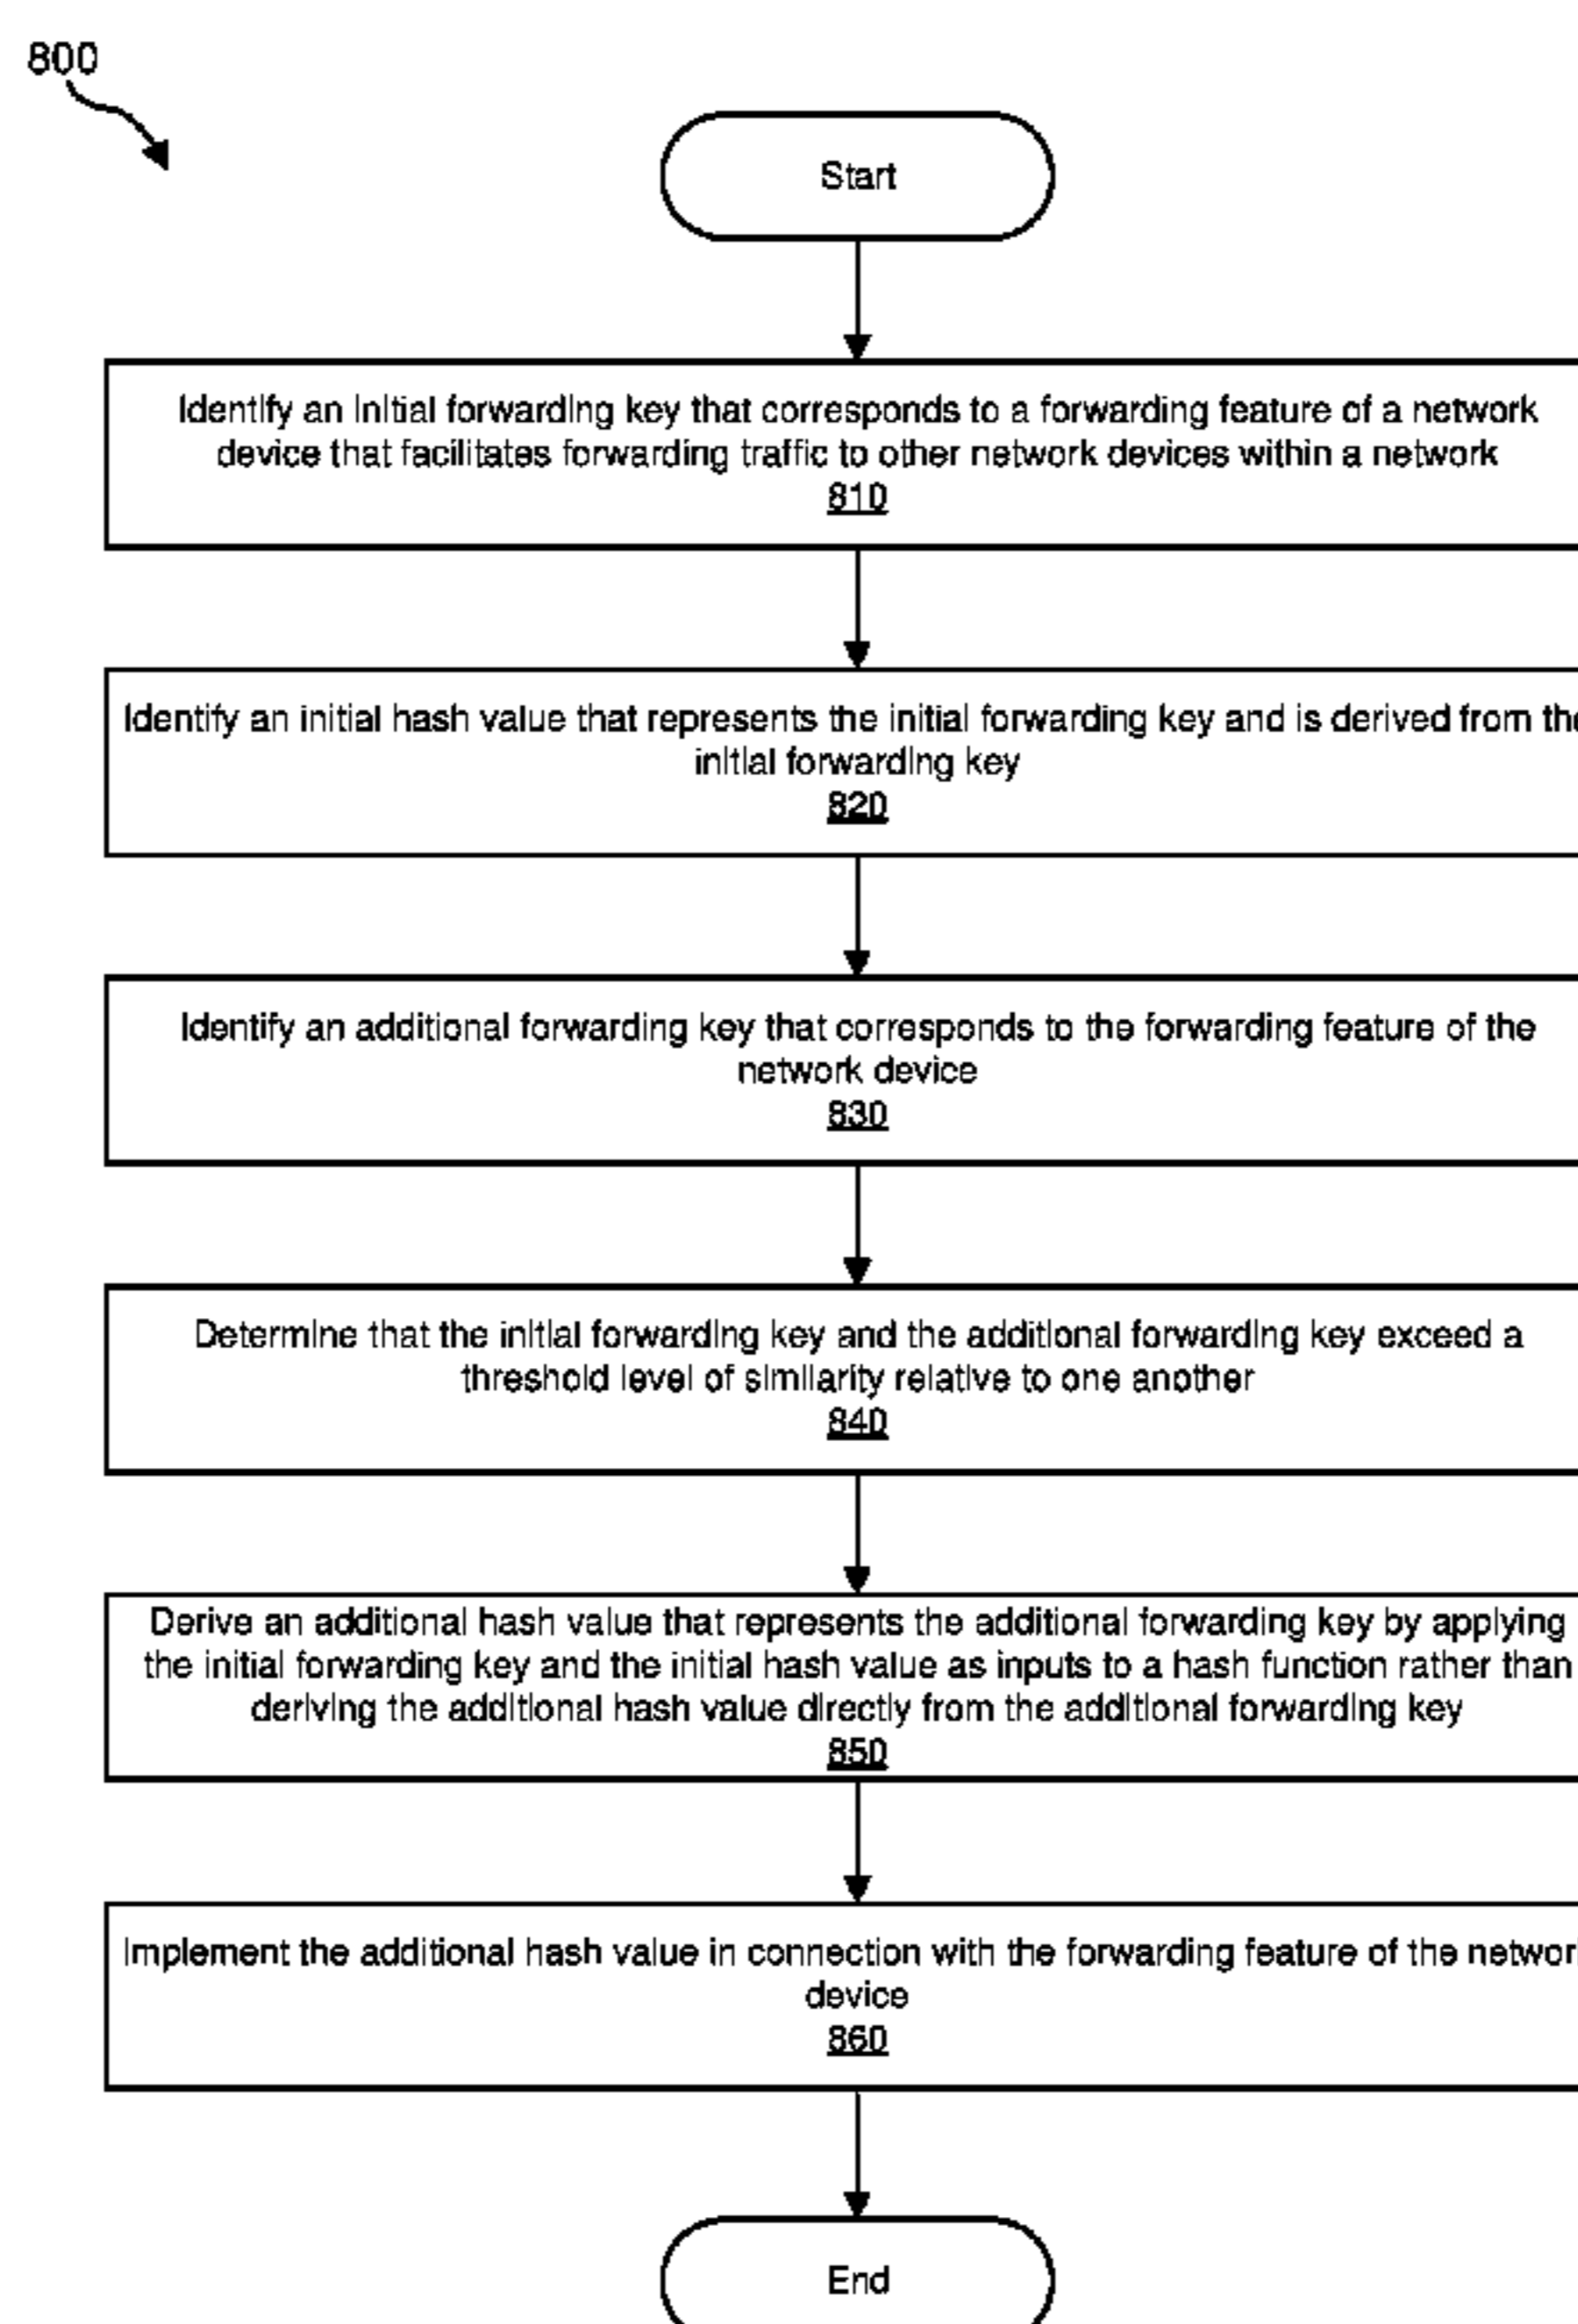 800
Start
Identify an initial forwarding key that corresponds to a forwarding feature of a network
device that facilitates forwarding traffic to other network devices within a network
810
Identify an initial hash value that represents the initial forwarding key and is derived from the
initial forwarding key
820
Identify an additional forwarding key that corresponds to the forwarding feature of the
network device
830
Determine that the initial forwarding key and the additional forwarding key exceed a
threshold level of similarity relative to one another
840
Derive an additional hash value that represents the additional forwarding key by applying
the initial forwarding key and the initial hash value as inputs to a hash function rather than
deriving the additional hash value directly from the additional forwarding key
850
Implement the additional hash value in connection with the forwarding feature of the network
device
860
End